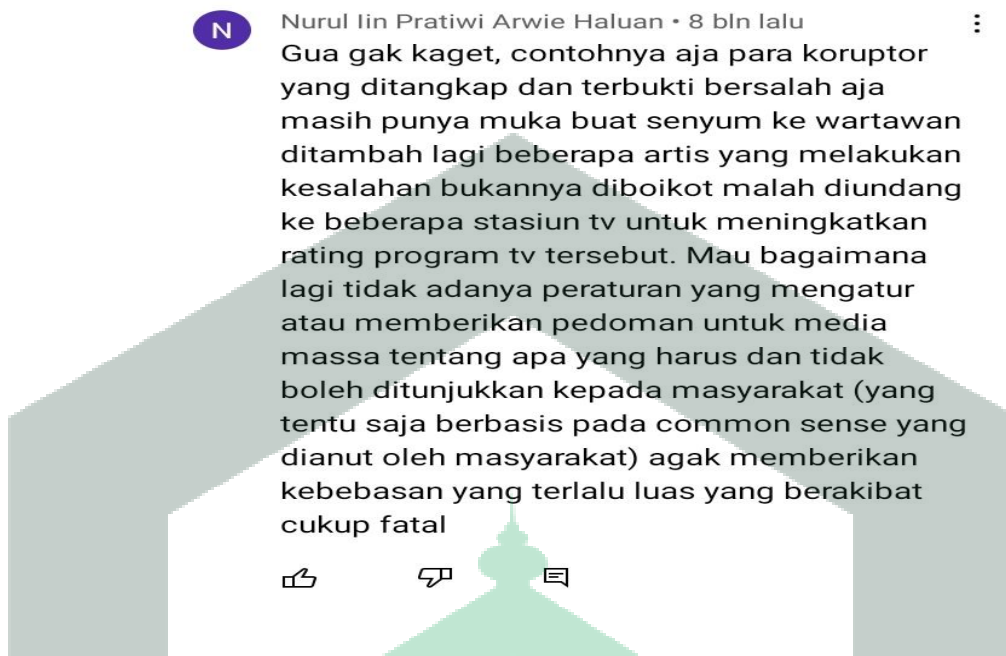 N
Nurul Iin Pratiwi Arwie Haluan • 8 bln lalu
Gua gak kaget, contohnya aja para koruptor
yang ditangkap dan terbukti bersalah aja
masih punya muka buat senyum ke wartawan
ditambah lagi beberapa artis yang melakukan
kesalahan bukannya diboikot malah diundang
ke beberapa stasiun tv untuk meningkatkan
rating program tv tersebut. Mau bagaimana
lagi tidak adanya peraturan yang mengatur
atau memberikan pedoman untuk media
massa tentang apa yang harus dan tidak
boleh ditunjukkan kepada masyarakat (yang
tentu saja berbasis pada common sense yang
dianut oleh masyarakat) agak memberikan
kebebasan yang terlalu luas yang berakibat
cukup fatal